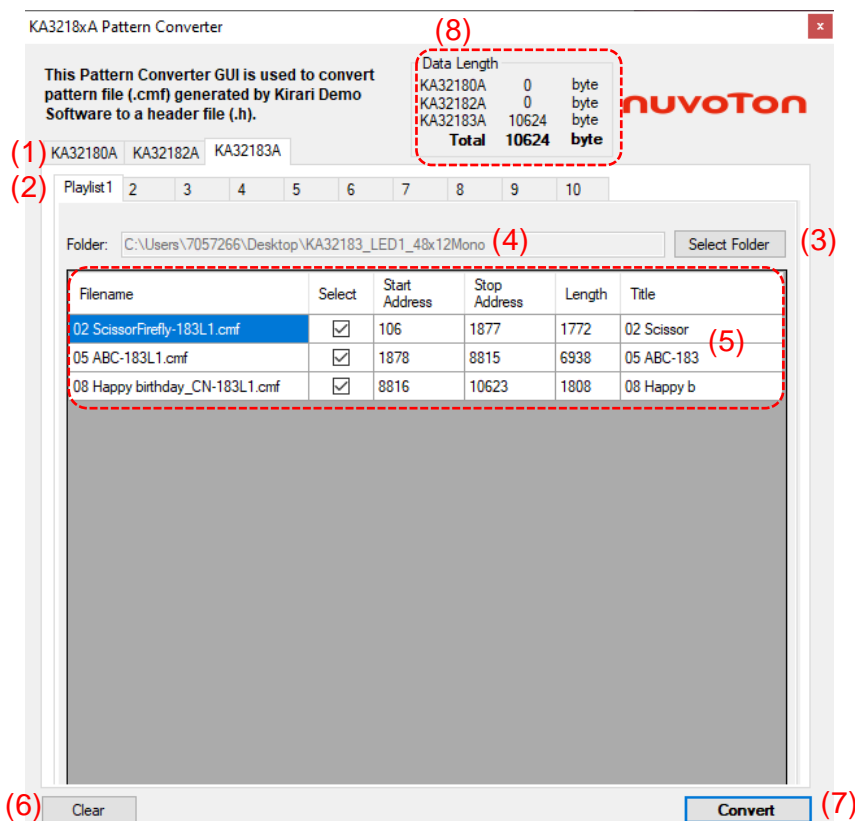 KA3218xA Pattern Converter
x
(8)
This Pattern Converter GUI is used to convert
pattern file (.cmf) generated by Kirari Demo
Software to a header file (.h).
Data Length
KA32180A 0 byte
KA32182A 0 byte
KA32183A 10624 byte
Total 10624 byte
nuvoTon
(1) KA32180A KA32182A KA32183A
(2) Playlist1 2 3 4 5 6 7 8 9 10
Folder: C:\Users\7057266\Desktop\KA32183_LED1_48x12Mono (4) Select Folder (3)
Filename Select Start Address Stop Address Length Title
02 ScissorFirefly-183L1.cmf 106 1877 1772 02 Scissor
(5)
05 ABC-183L1.cmf 1878 8815 6938 05 ABC-183
08 Happy birthday_CN-183L1.cmf 8816 10623 1808 08 Happy b
(6) Clear Convert (7)